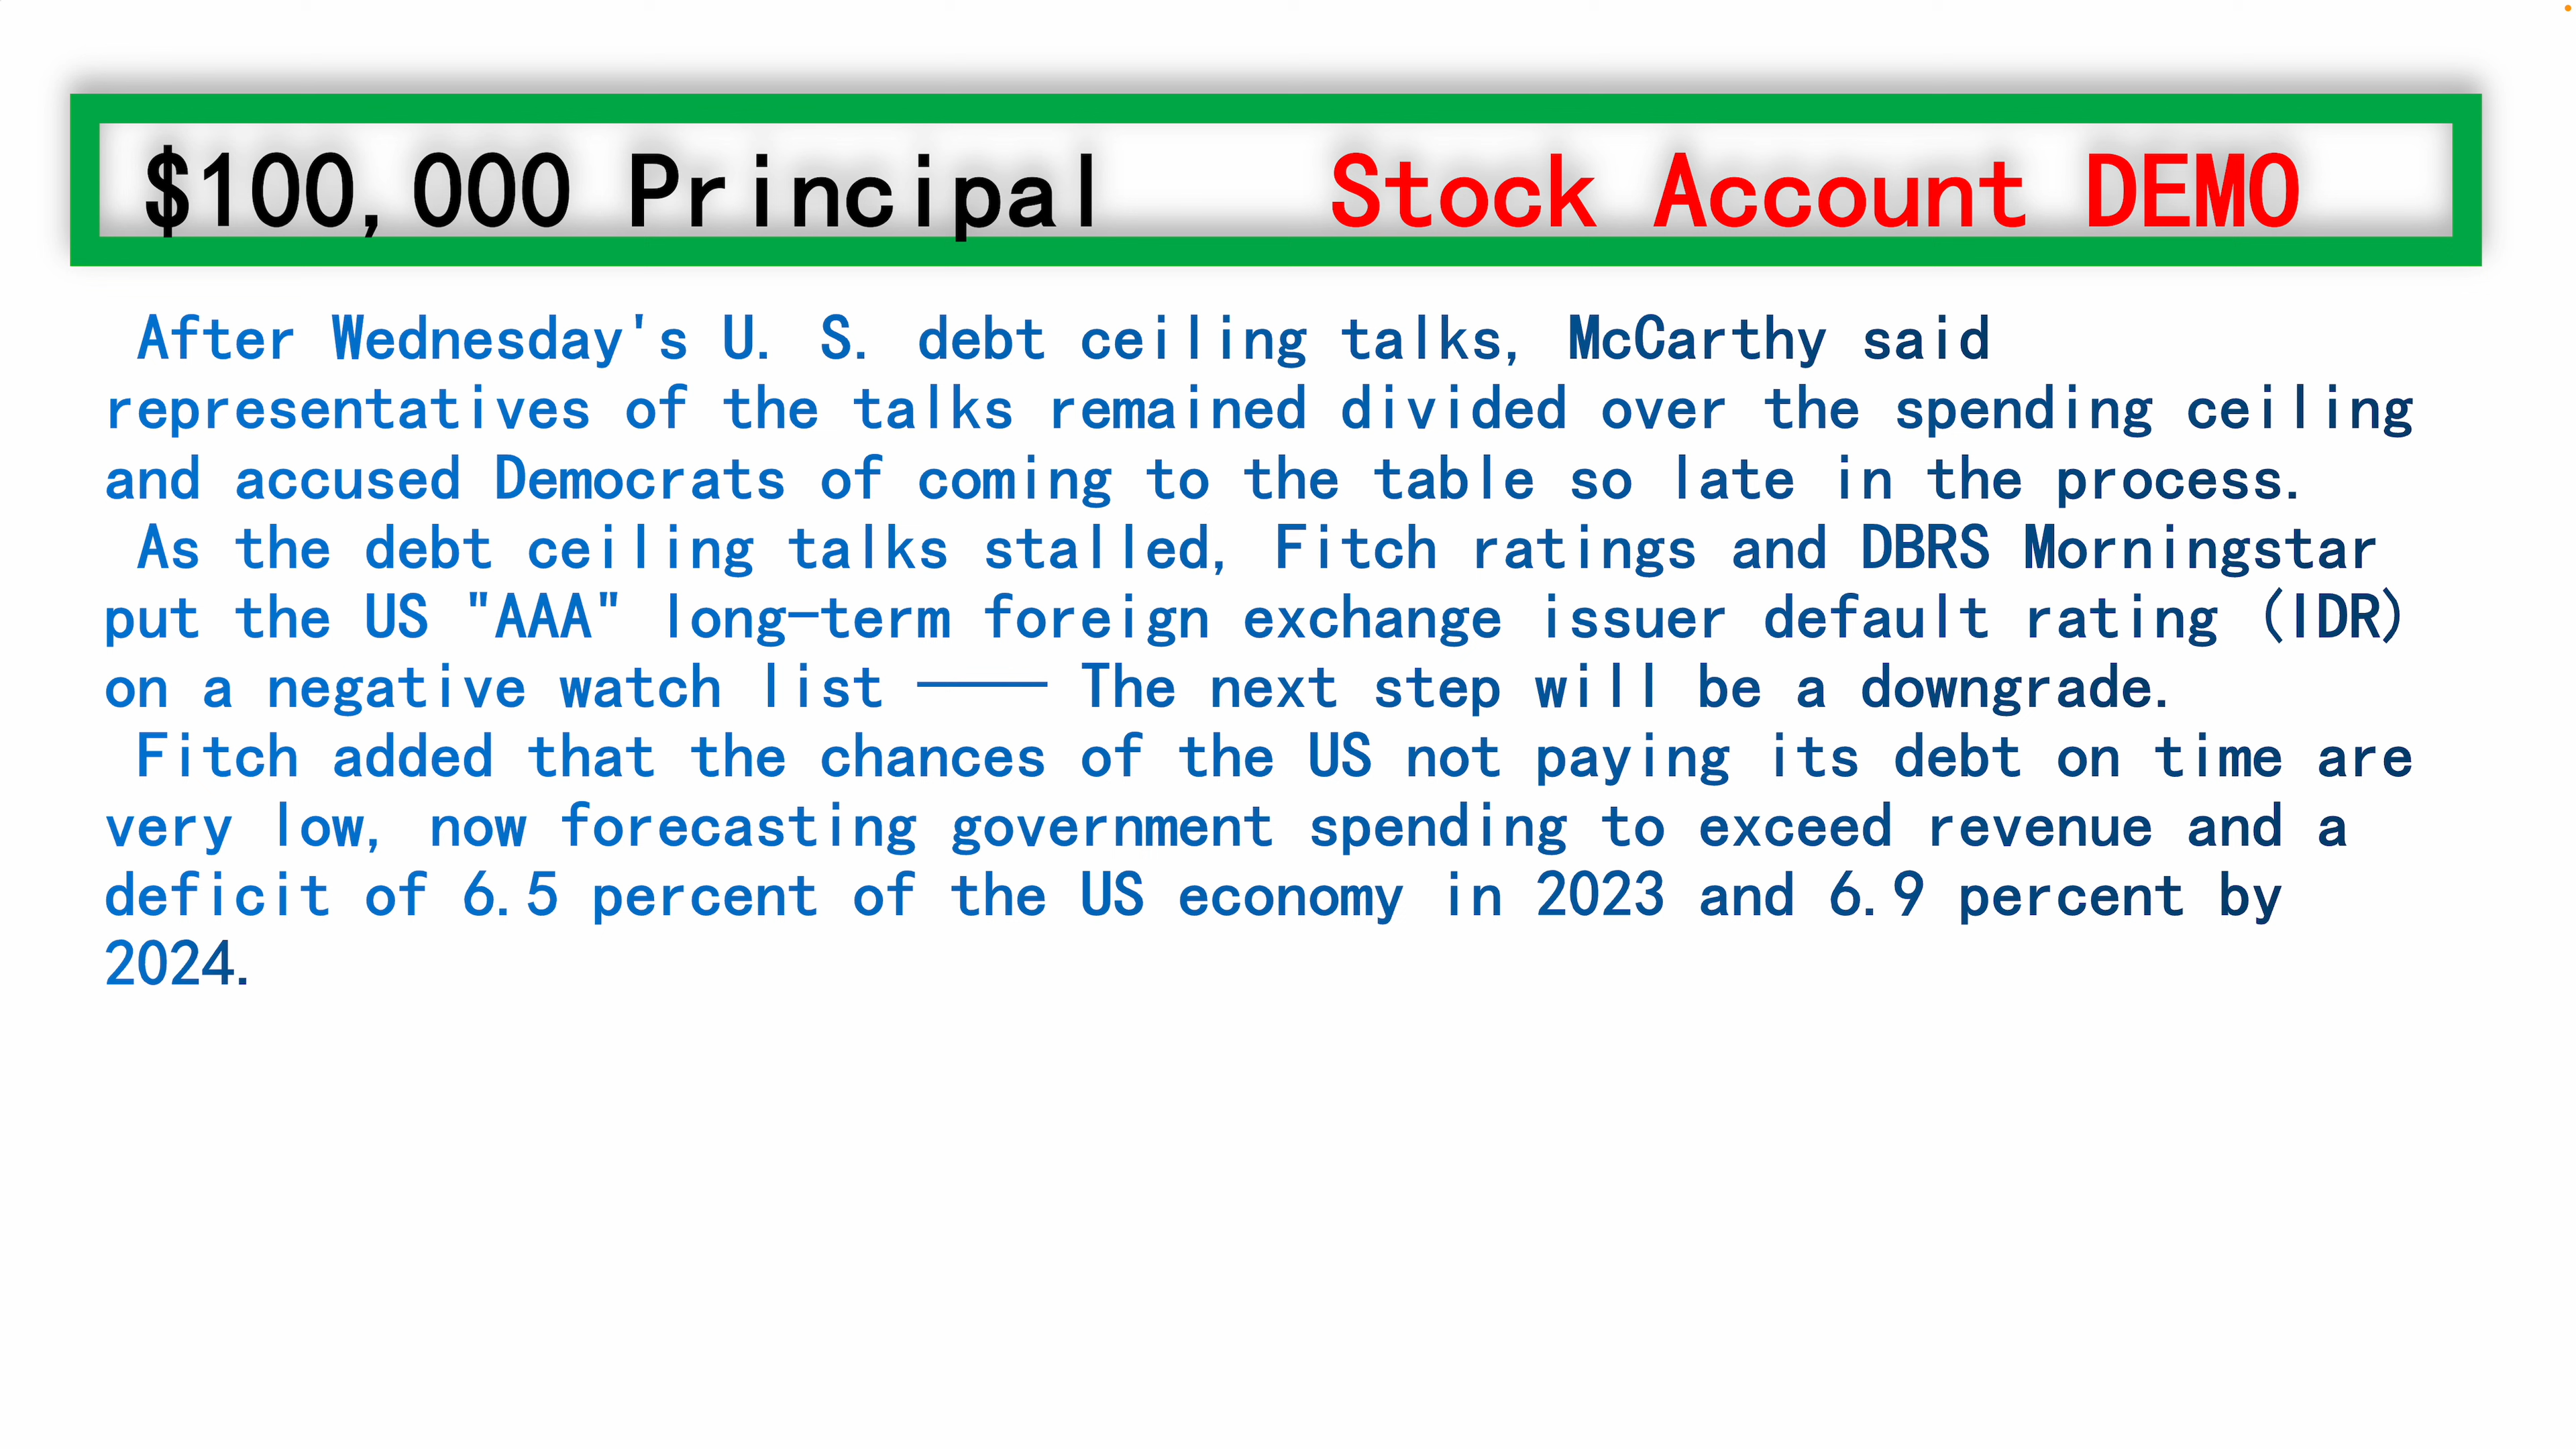 $100,000 Principal Stock Account DEMO
After Wednesday's U. S. debt ceiling talks, McCarthy said
representatives of the talks remained divided over the spending ceiling
and accused Democrats of coming to the table so late in the process.
As the debt ceiling talks stalled, Fitch ratings and DBRS Morningstar
put the US "AAA" long-term foreign exchange issuer default rating (IDR)
on a negative watch list —— The next step will be a downgrade.
Fitch added that the chances of the US not paying its debt on time are
very low, now forecasting government spending to exceed revenue and a
deficit of 6.5 percent of the US economy in 2023 and 6.9 percent by
2024.